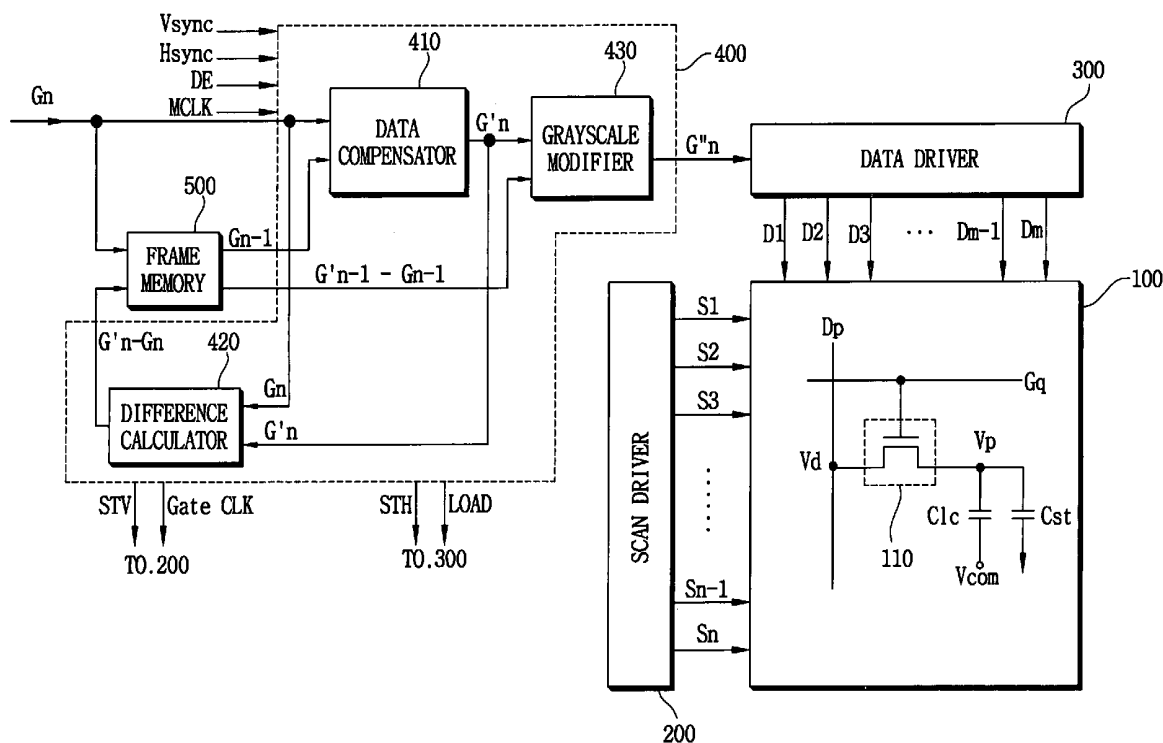 Vsync
Hsync
DE
MCLK
Gn
410
430
400
300
DATA
COMPENSATOR
G'n
GRAYSCALE
MODIFIER
G"n
DATA DRIVER
500
FRAME
MEMORY
Gn-1
G'n-1 - Gn-1
D1
D2
D3
...
Dm-1
Dm
100
G'n-Gn
420
DIFFERENCE
CALCULATOR
Gn
G'n
STV
Gate CLK
STH
LOAD
TO.200
TO.300
SCAN DRIVER
200
S1
S2
S3
......
Sn-1
Sn
Dp
Gq
Vd
Vp
110
Clc
Cst
Vcom